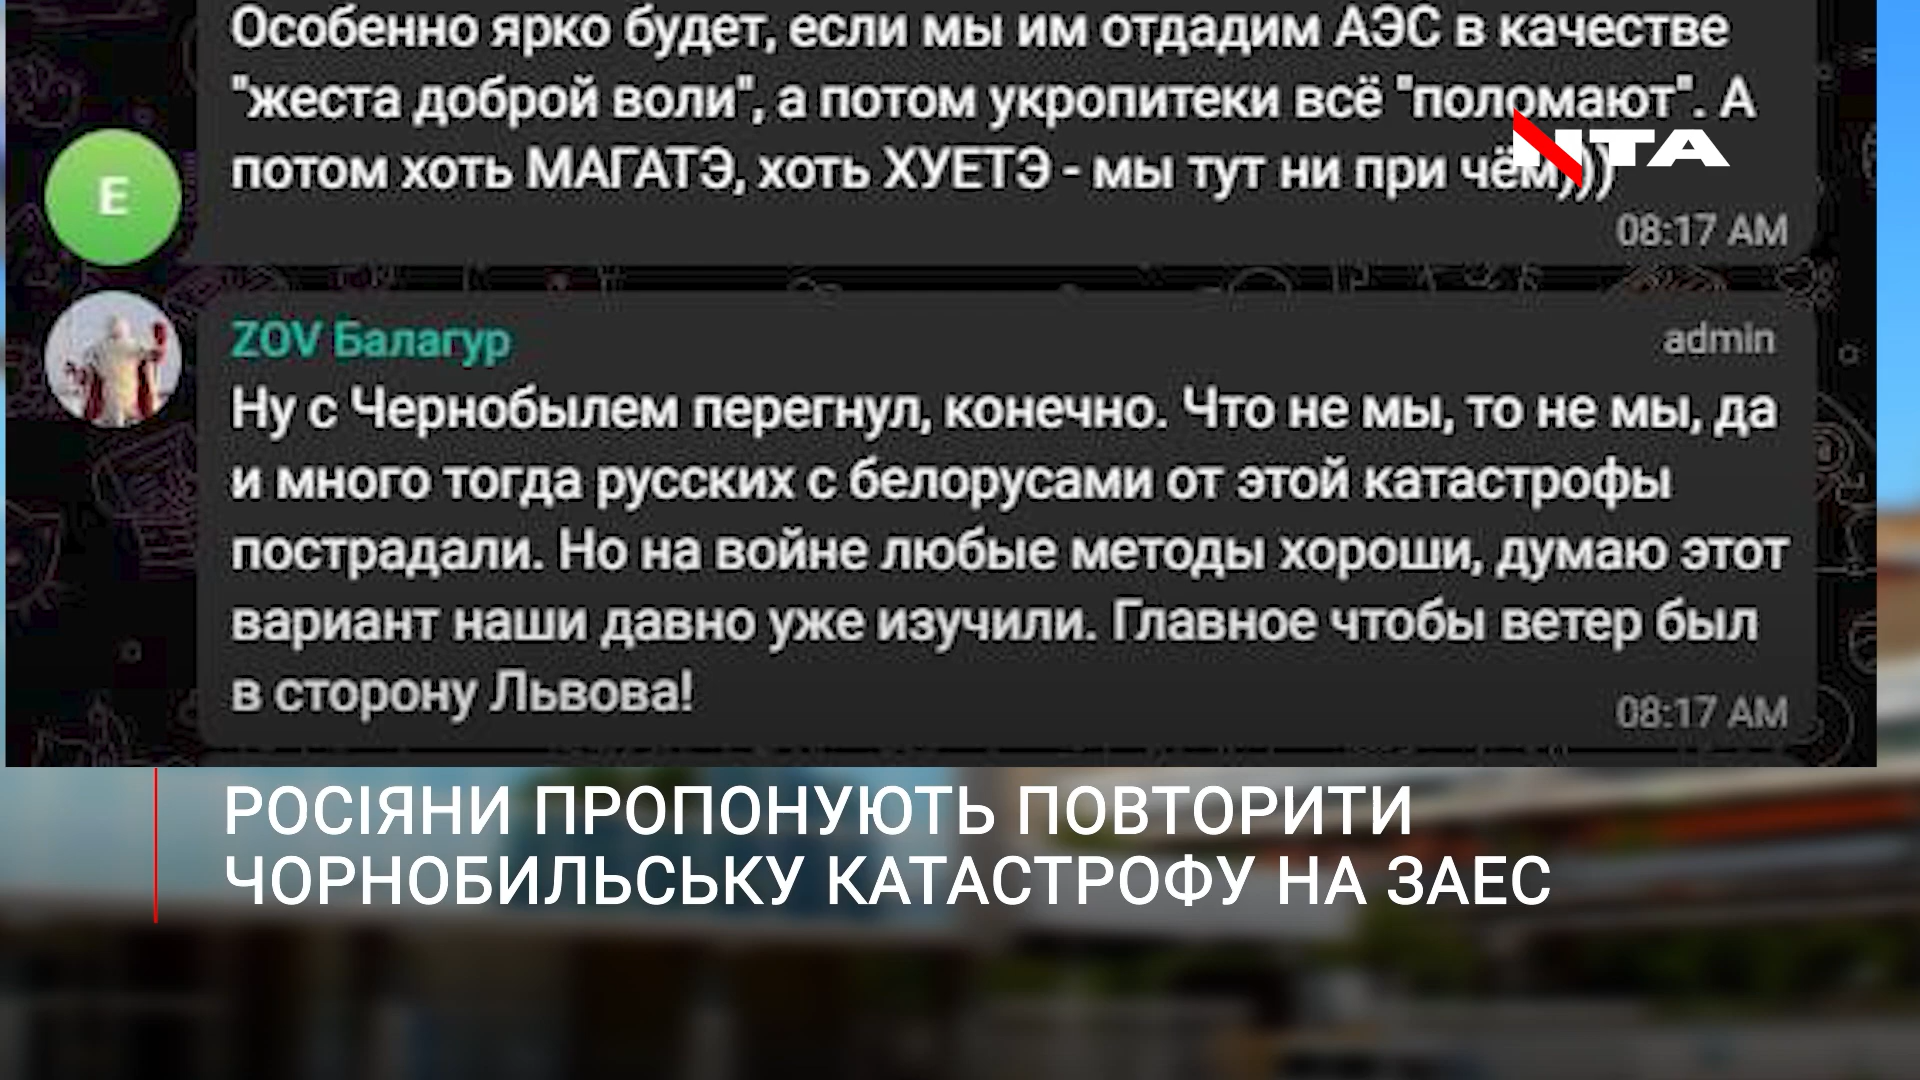 Особенно ярко будет, если мы им отдадим АЭС в качестве
"жеста доброй воли", а потом укропитеки всё "поломают". А
потом хоть МАГАТЭ, хоть ХУЕТЭ - мы тут ни при чём)))
NTA
08:17 AM
E
ZOV Балагур admin
Ну с Чернобылем перегнул, конечно. Что не мы, то не мы, да
и много тогда русских с белорусами от этой катастрофы
пострадали. Но на войне любые методы хороши, думаю этот
вариант наши давно уже изучили. Главное чтобы ветер был
в сторону Львова!
08:17 AM
РОСІЯНИ ПРОПОНУЮТЬ ПОВТОРИТИ
ЧОРНОБИЛЬСЬКУ КАТАСТРОФУ НА ЗАЕС